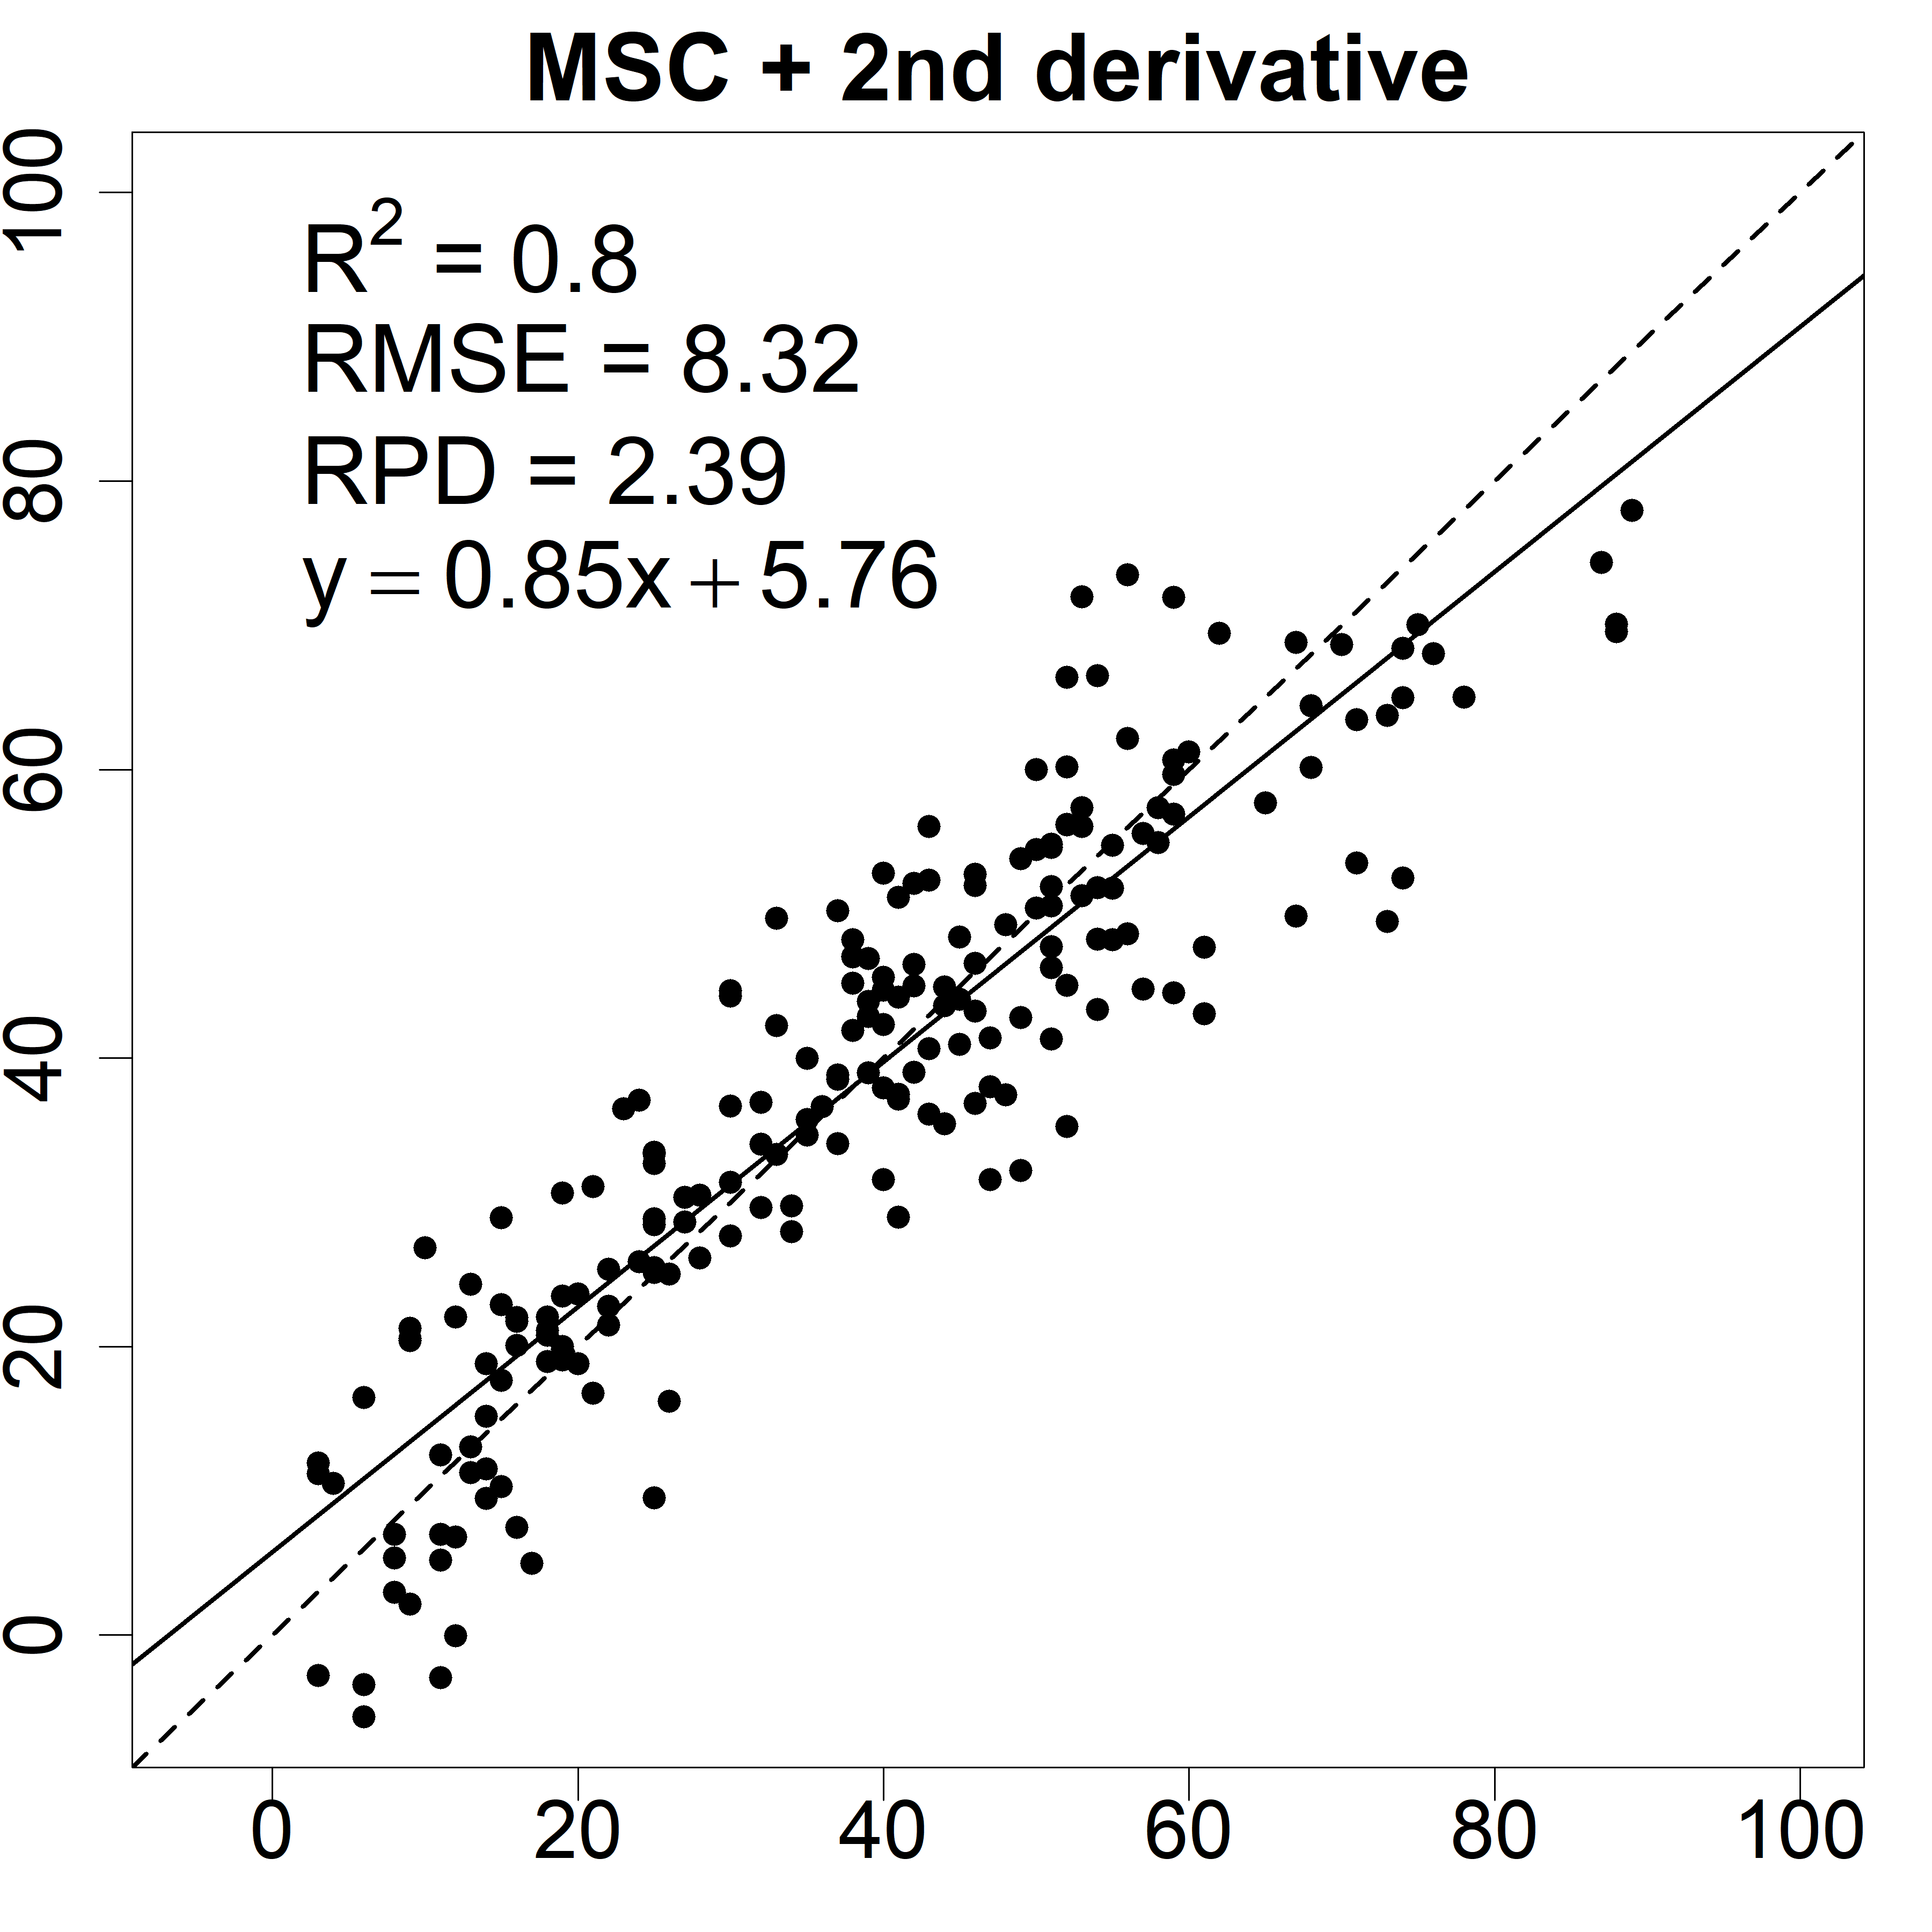 MSC + 2nd derivative
R² = 0.8
RMSE = 8.32
RPD = 2.39
y = 0.85x + 5.76
100
80
60
40
20
0
0 20 40 60 80 100